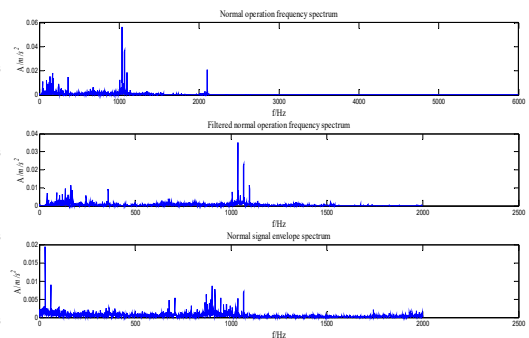 Normal operation frequency spectrum
0.06
0.04
0.02
0
A /m/s²
0 1000 2000 3000 4000 5000 6000
f/Hz
Filtered normal operation frequency spectrum
0.04
0.03
0.02
0.01
0
A /m/s²
0 500 1000 1500 2000 2500
f/Hz
Normal signal envelope spectrum
0.02
0.015
0.01
0.005
0
A /m/s²
0 500 1000 1500 2000 2500
f/Hz